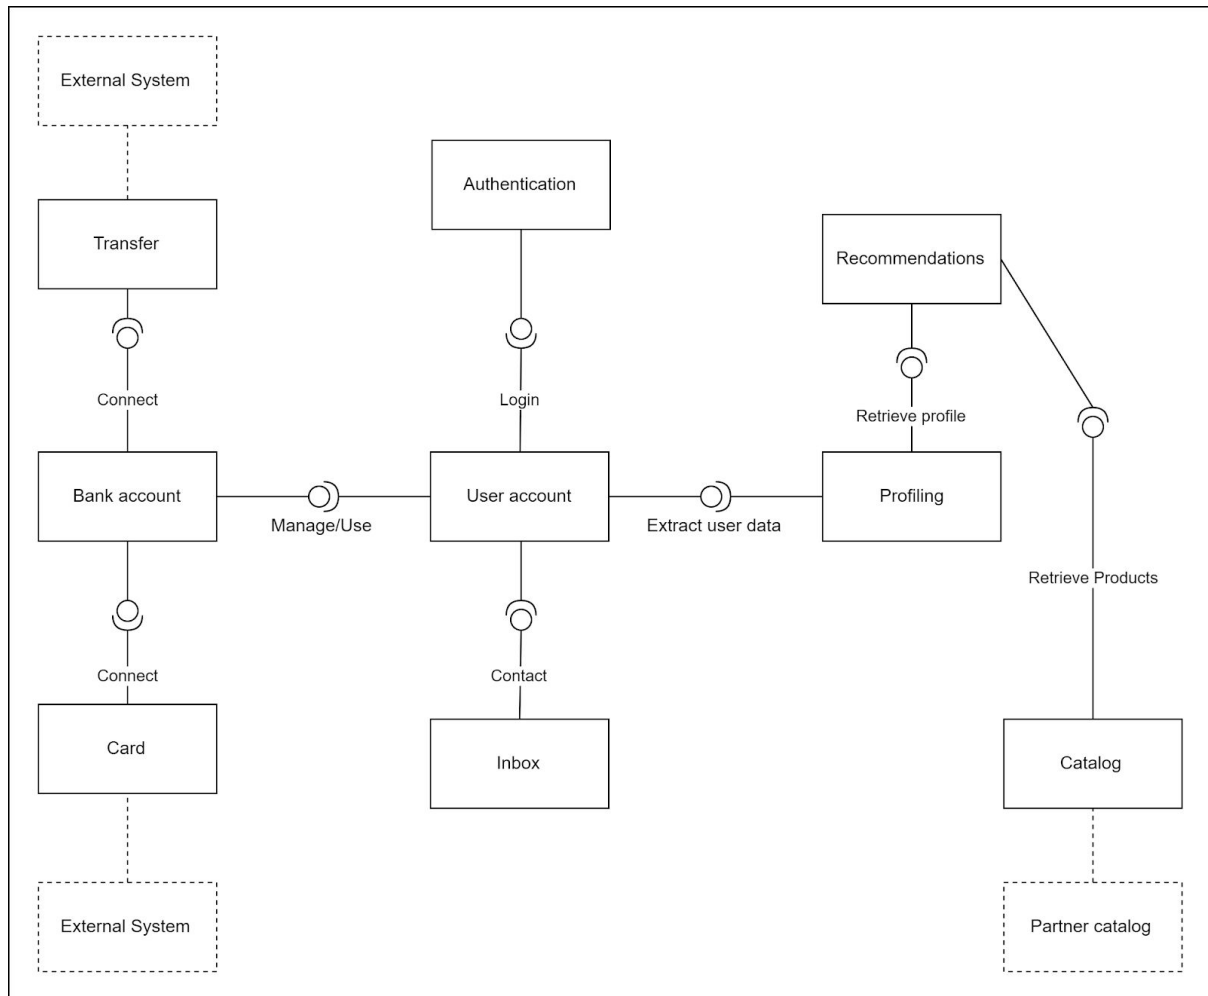 External System
Authentication
Transfer
Recommendations
Connect
Login
Retrieve profile
Bank account
User account
Profiling
Manage/Use
Extract user data
Retrieve Products
Connect
Contact
Card
Inbox
Catalog
External System
Partner catalog